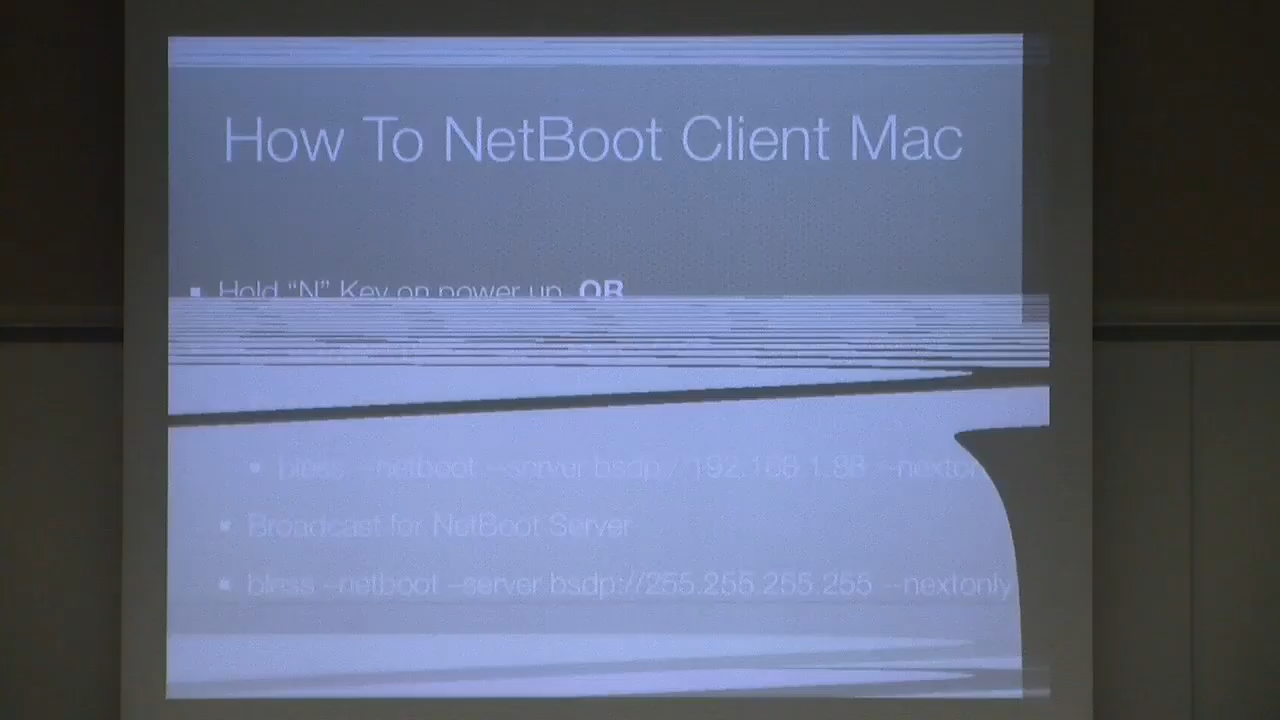 How To NetBoot Client Mac
Hold “N” Key on power up, OR
bless --netboot --server bsdp://192.168.1.88 --nexton
Broadcast for NetBoot Server
bless --netboot --server bsdp://255.255.255.255 --nextonly